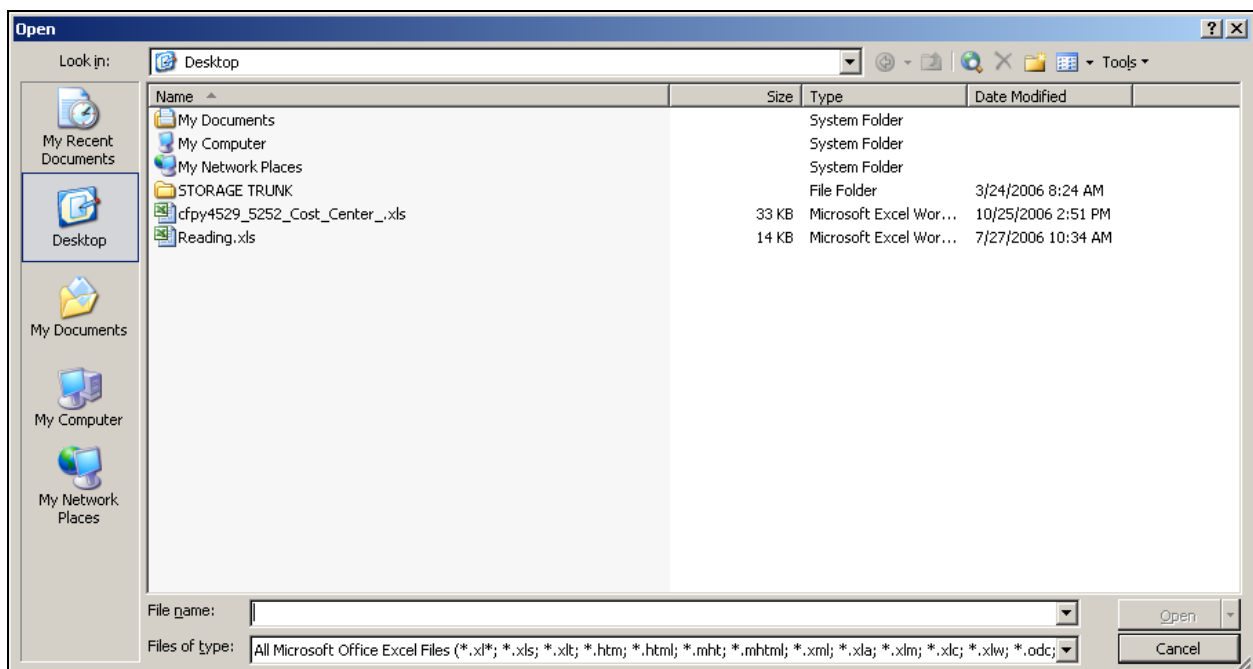 Open
Look in: Desktop Tools
Name Size Type Date Modified
My Documents System Folder
My Computer System Folder
My Network Places System Folder
STORAGE TRUNK File Folder 3/24/2006 8:24 AM
cfpy4529_5252_Cost_Center_.xls 33 KB Microsoft Excel Wor... 10/25/2006 2:51 PM
Reading.xls 14 KB Microsoft Excel Wor... 7/27/2006 10:34 AM
My Recent
Documents
Desktop
My Documents
My Computer
My Network
Places
File name: Open
Files of type: All Microsoft Office Excel Files (*.xl*; *.xls; *.xlt; *.htm; *.html; *.mht; *.mhtml; *.xml; *.xla; *.xlm; *.xlc; *.xlw; *.odc; Cancel